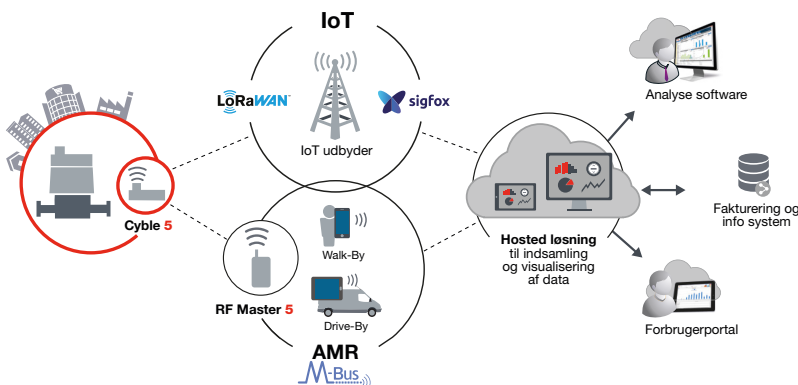 IoT
LoRaWAN™
sigfox
IoT udbyder
Cyble 5
RF Master 5
Walk-By
Drive-By
AMR
M-Bus
Hosted løsning
til indsamling
og visualisering
af data
Analyse software
Fakturering og
info system
Forbrugerportal